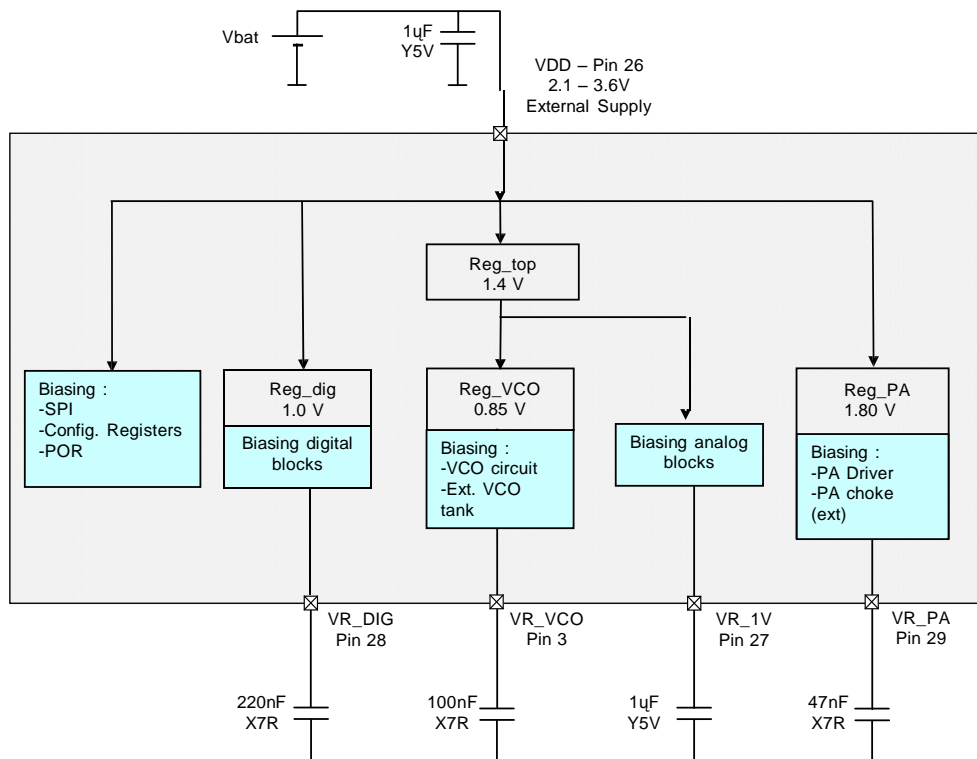 Vbat
1ųF
Y5V
VDD – Pin 26
2.1 – 3.6V
External Supply
Reg_top
1.4 V
Biasing :
-SPI
-Config. Registers
-POR
Reg_dig
1.0 V
Biasing digital
blocks
Reg_VCO
0.85 V
Biasing :
-VCO circuit
-Ext. VCO
tank
Biasing analog
blocks
Reg_PA
1.80 V
Biasing :
-PA Driver
-PA choke
(ext)
VR_DIG
Pin 28
VR_VCO
Pin 3
VR_1V
Pin 27
VR_PA
Pin 29
220nF
X7R
100nF
X7R
1ųF
Y5V
47nF
X7R